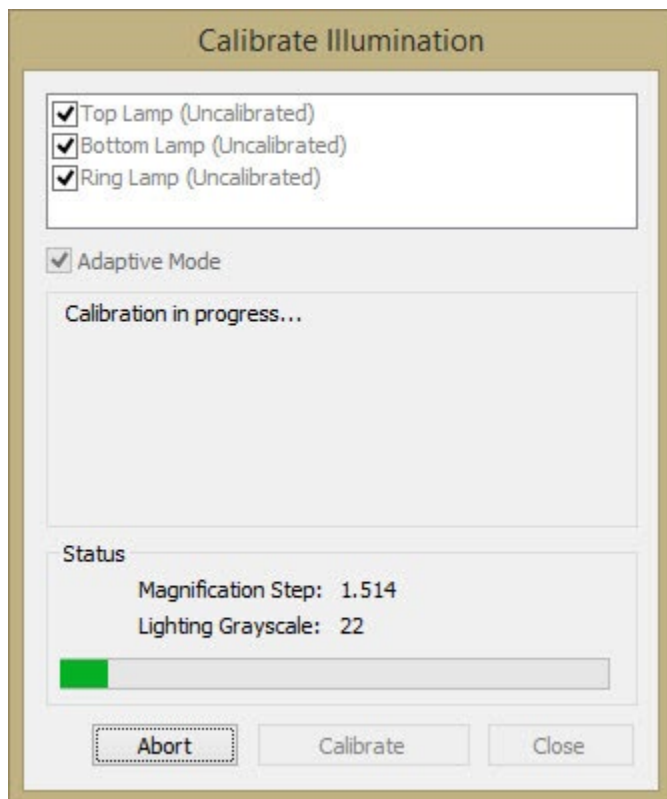 Calibrate Illumination
Top Lamp (Uncalibrated)
Bottom Lamp (Uncalibrated)
Ring Lamp (Uncalibrated)
Adaptive Mode
Calibration in progress...
Status
Magnification Step: 1.514
Lighting Grayscale: 22
Abort Calibrate Close